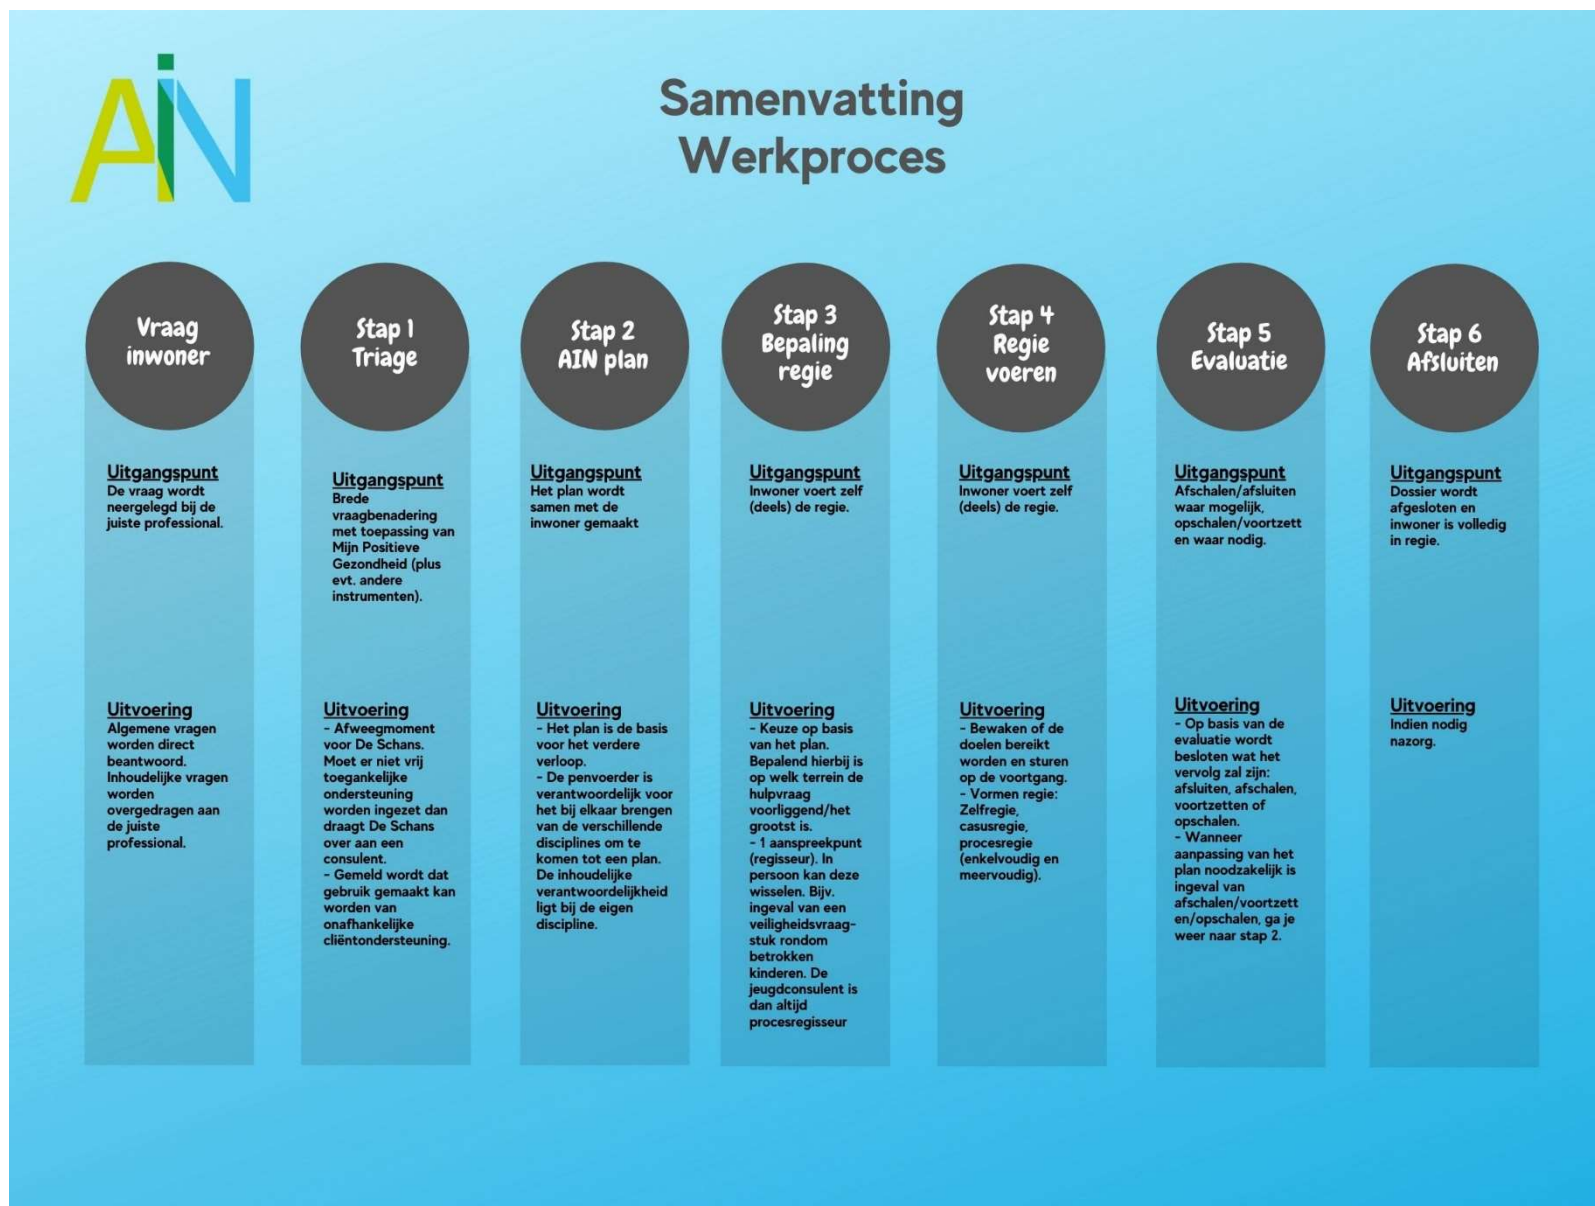 AiN
Samenvatting
Werkproces
Vraag
inwoner
Uitgangspunt
De vraag wordt
neergelegd bij de
juiste professional.
Uitvoering
Algemene vragen
worden direct
beantwoord.
Inhoudelijke vragen
worden
overgedragen aan
de juiste
professional.
Stap 1
Triage
Uitgangspunt
Brede
vraagbenadering
met toepassing van
Mijn Positieve
Gezondheid (plus
evt. andere
instrumenten).
Uitvoering
- Afweegmoment
voor De Schans.
Moet er niet vrij
toegankelijke
ondersteuning
worden ingezet dan
draagt De Schans
over aan een
consulent.
- Gemeld wordt dat
gebruik gemaakt kan
worden van
onafhankelijke
cliëntondersteuning.
Stap 2
AIN plan
Uitgangspunt
Het plan wordt
samen met de
inwoner gemaakt
Uitvoering
- Het plan is de basis
voor het verdere
verloop.
- De penvoerder is
verantwoordelijk voor
het bij elkaar brengen
van de verschillende
disciplines om te
komen tot een plan.
De inhoudelijke
verantwoordelijkheid
ligt bij de eigen
discipline.
Stap 3
Bepaling
regie
Uitgangspunt
Inwoner voert zelf
(deels) de regie.
Uitvoering
- Keuze op basis
van het plan.
Bepalend hierbij is
op welk terrein de
hulpvraag
voorliggend/het
grootst is.
- 1 aanspreekpunt
(regisseur). In
persoon kan deze
wisselen. Bijv.
ingeval van een
veiligheidsvraag-
stuk rondom
betrokken
kinderen. De
jeugdconsulent is
dan altijd
procesregisseur
Stap 4
Regie
voeren
Uitgangspunt
Inwoner voert zelf
(deels) de regie.
Uitvoering
- Bewaken of de
doelen bereikt
worden en sturen
op de voortgang.
- Vormen regie:
Zelfregie,
casusregie,
procesregie
(enkelvoudig en
meervoudig).
Stap 5
Evaluatie
Uitgangspunt
Afschalen/afsluiten
waar mogelijk,
opschalen/voortzett
en waar nodig.
Uitvoering
- Op basis van de
evaluatie wordt
besloten wat het
vervolg zal zijn:
afsluiten, afschalen,
voortzetten of
opschalen.
- Wanneer
aanpassing van het
plan noodzakelijk is
ingeval van
afschalen/voortzett
en/opschalen, ga je
weer naar stap 2.
Stap 6
Afsluiten
Uitgangspunt
Dossier wordt
afgesloten en
inwoner is volledig
in regie.
Uitvoering
Indien nodig
nazorg.